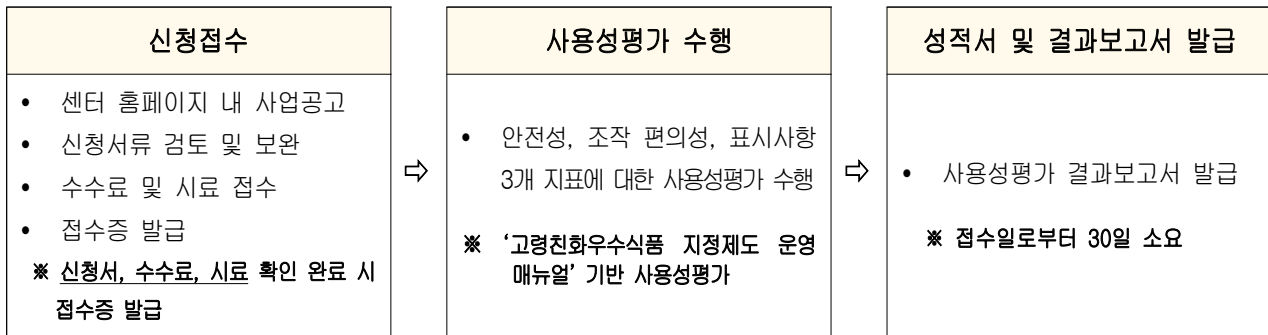 신청접수
• 센터 홈페이지 내 사업공고
• 신청서류 검토 및 보완
• 수수료 및 시료 접수
• 접수증 발급
※ 신청서, 수수료, 시료 확인 완료 시
접수증 발급
⇨
사용성평가 수행
• 안전성, 조작 편의성, 표시사항
3개 지표에 대한 사용성평가 수행
※ ‘고령친화우수식품 지정제도 운영
매뉴얼’ 기반 사용성평가
⇨
성적서 및 결과보고서 발급
• 사용성평가 결과보고서 발급
※ 접수일로부터 30일 소요